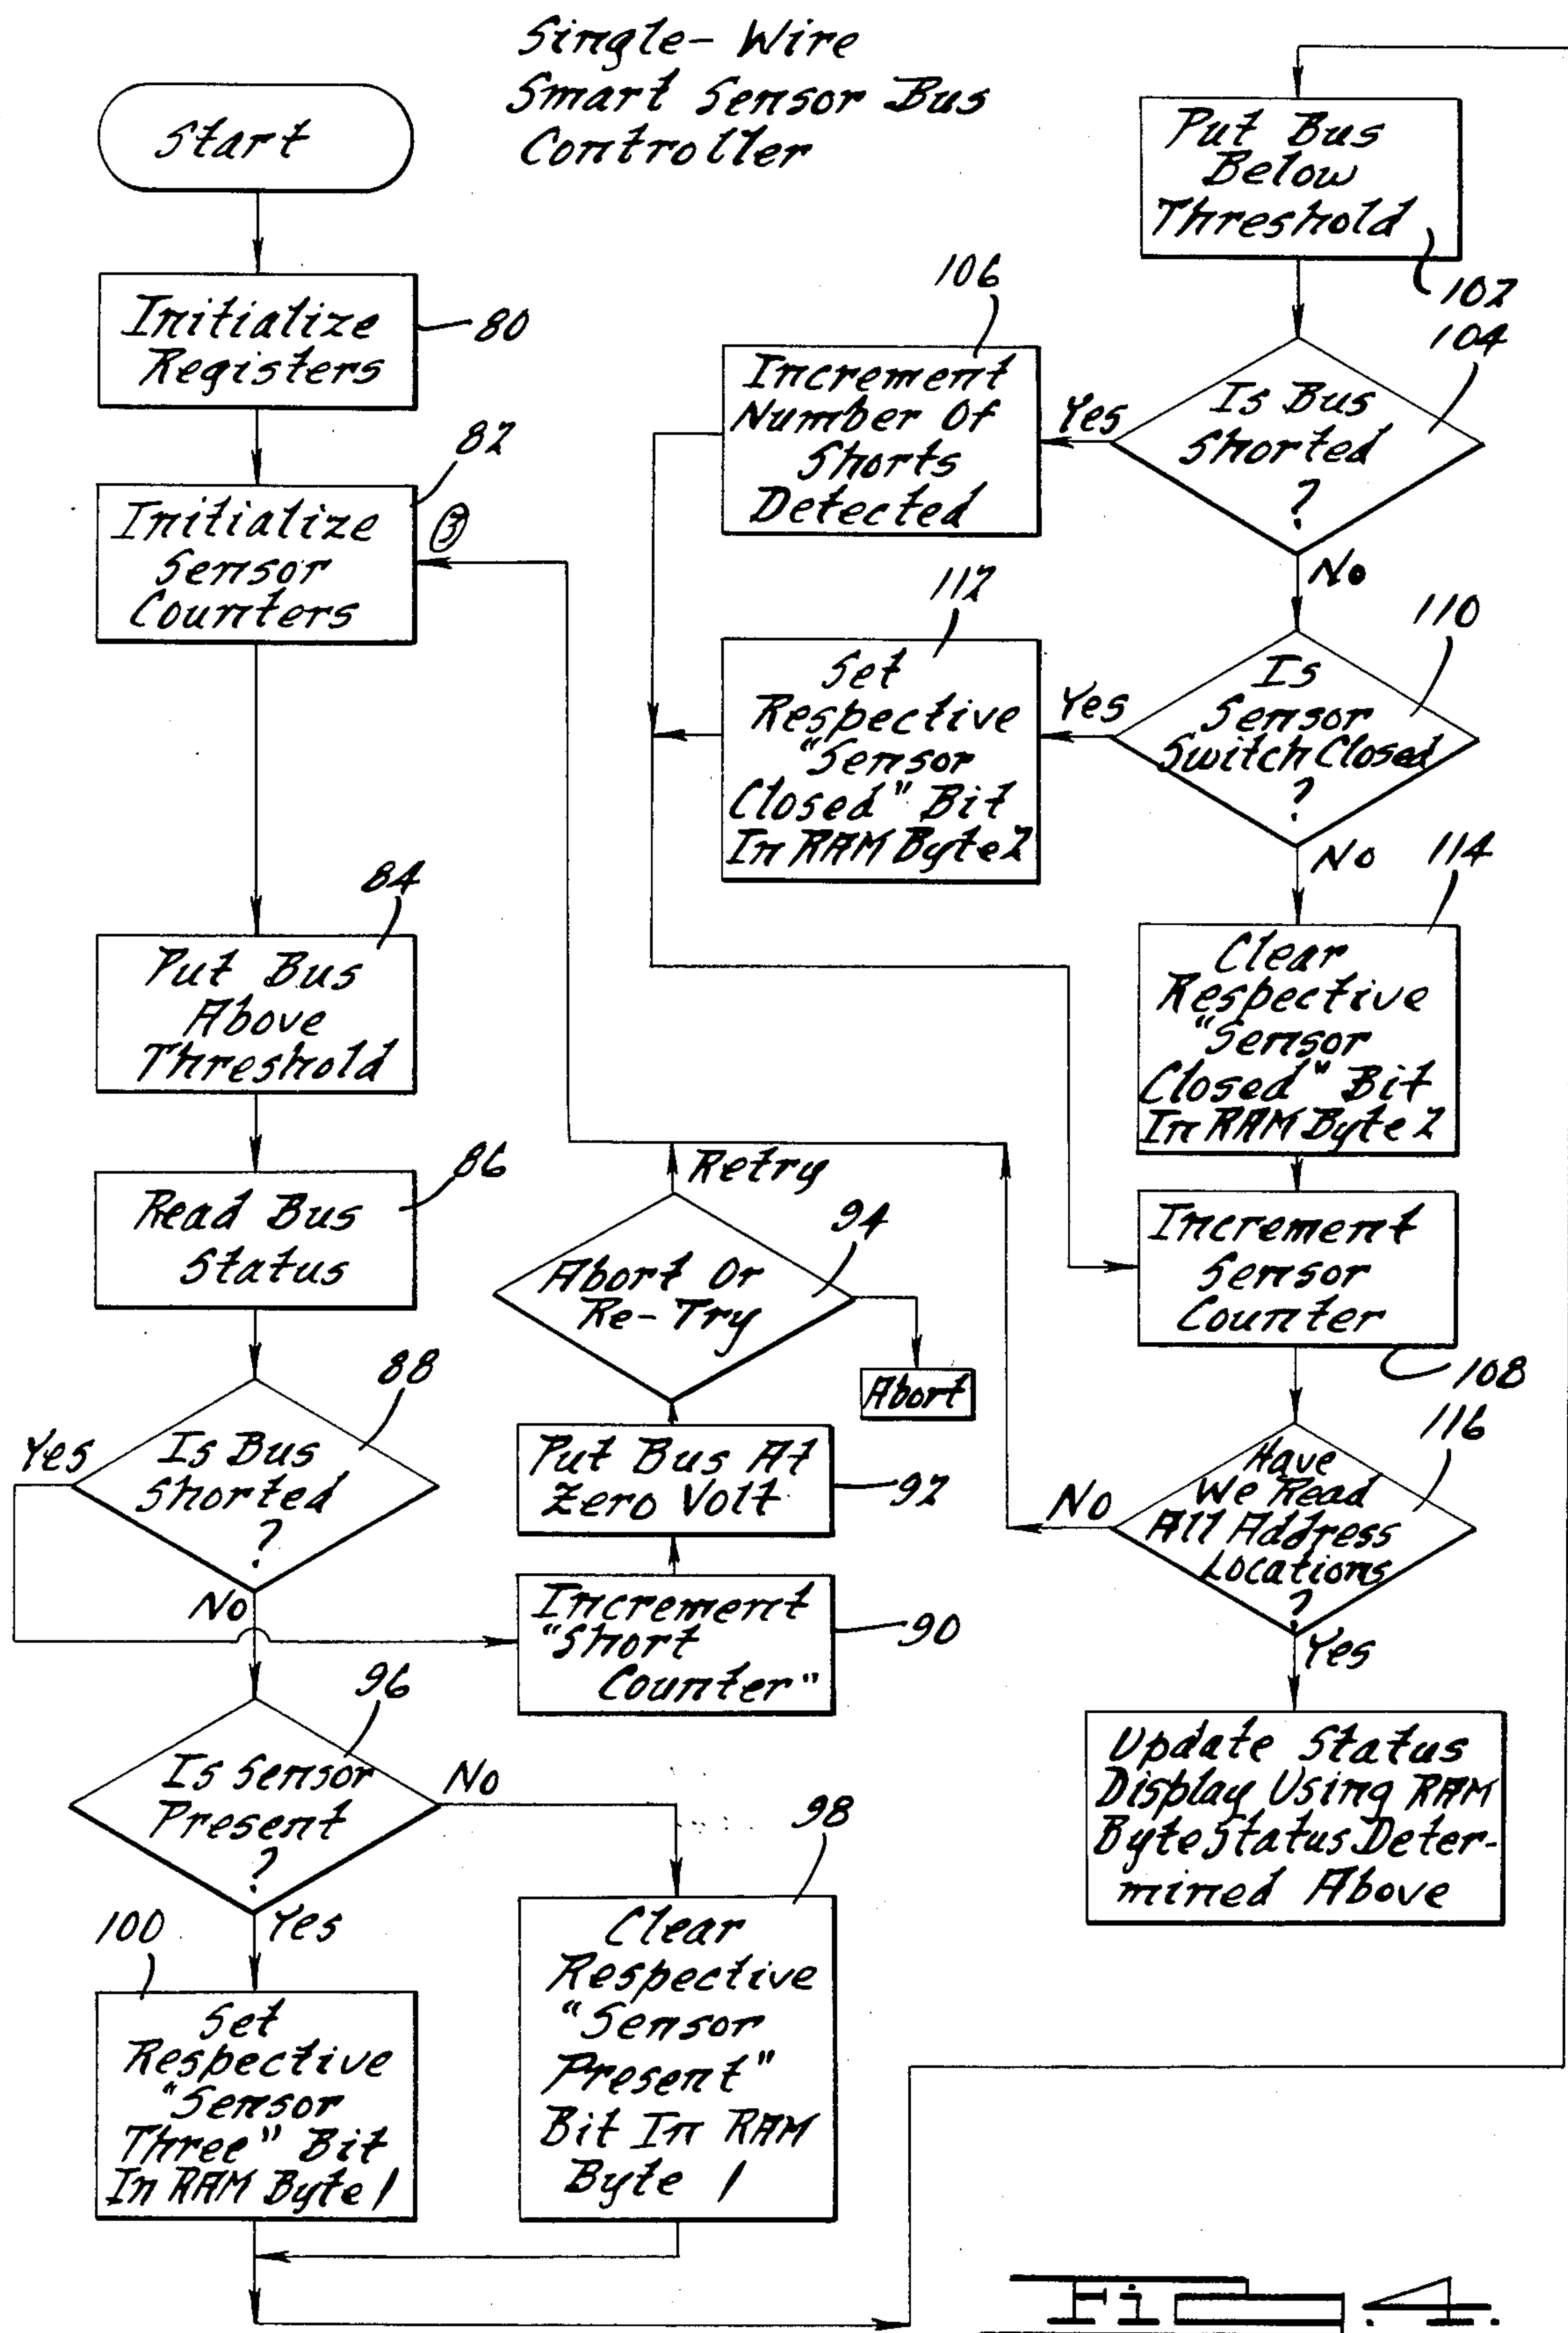 Single-Wire
Smart Sensor Bus
Controller
Start
Initialize
Registers
80
82
Initialize
Sensor
Counters
3
84
Put Bus
Above
Threshold
86
Read Bus
Status
88
Yes
Is Bus
Shorted
?
No
96
Is Sensor
Present
?
No
Yes
100
Set
Respective
"Sensor
Three" Bit
In RAM Byte 1
98
Clear
Respective
"Sensor
Present"
Bit In RAM
Byte 1
Retry
94
Abort Or
Re-Try
Abort
Put Bus At
Zero Volt
92
Increment
"Short
Counter"
90
Put Bus
Below
Threshold
102
104
Is Bus
Shorted
?
Yes
No
106
Increment
Number Of
Shorts
Detected
110
Is
Sensor
Switch Closed
?
Yes
No
112
Set
Respective
"Sensor
Closed" Bit
In RAM Byte 2
114
Clear
Respective
"Sensor
Closed" Bit
In RAM Byte 2
Increment
Sensor
Counter
108
116
Have
We Read
All Address
Locations
?
No
Yes
Update Status
Display Using RAM
Byte Status Deter-
mined Above
Fig. 4.